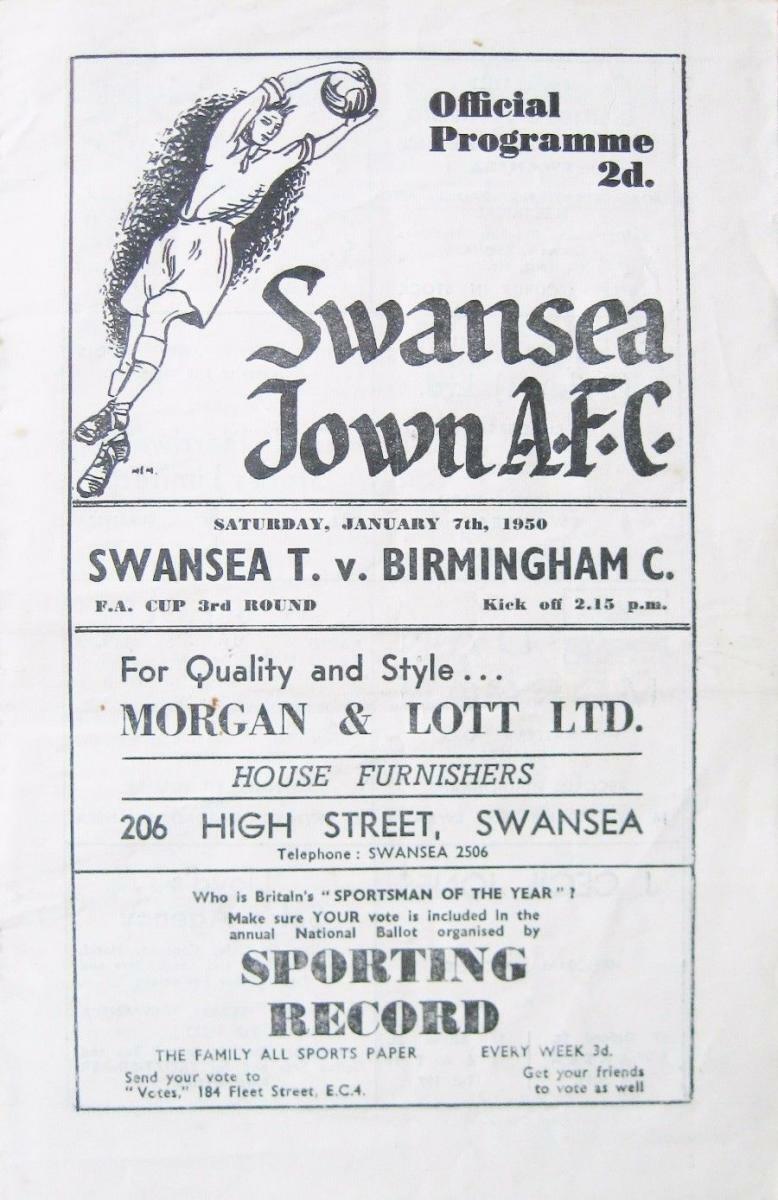 Official
Programme
2d.
Swansea
Town A.F.C.
SATURDAY, JANUARY 7th, 1950
SWANSEA T. v. BIRMINGHAM C.
F.A. CUP 3rd ROUND Kick off 2.15 p.m.
For Quality and Style...
MORGAN & LOTT LTD.
HOUSE FURNISHERS
206 HIGH STREET, SWANSEA
Telephone : SWANSEA 2506
Who is Britain's "SPORTSMAN OF THE YEAR" ?
Make sure YOUR vote is included in the
annual National Ballot organised by
SPORTING
RECORD
THE FAMILY ALL SPORTS PAPER EVERY WEEK 3d.
Send your vote to Get your friends
"Votes," 184 Fleet Street, E.C.4. to vote as well